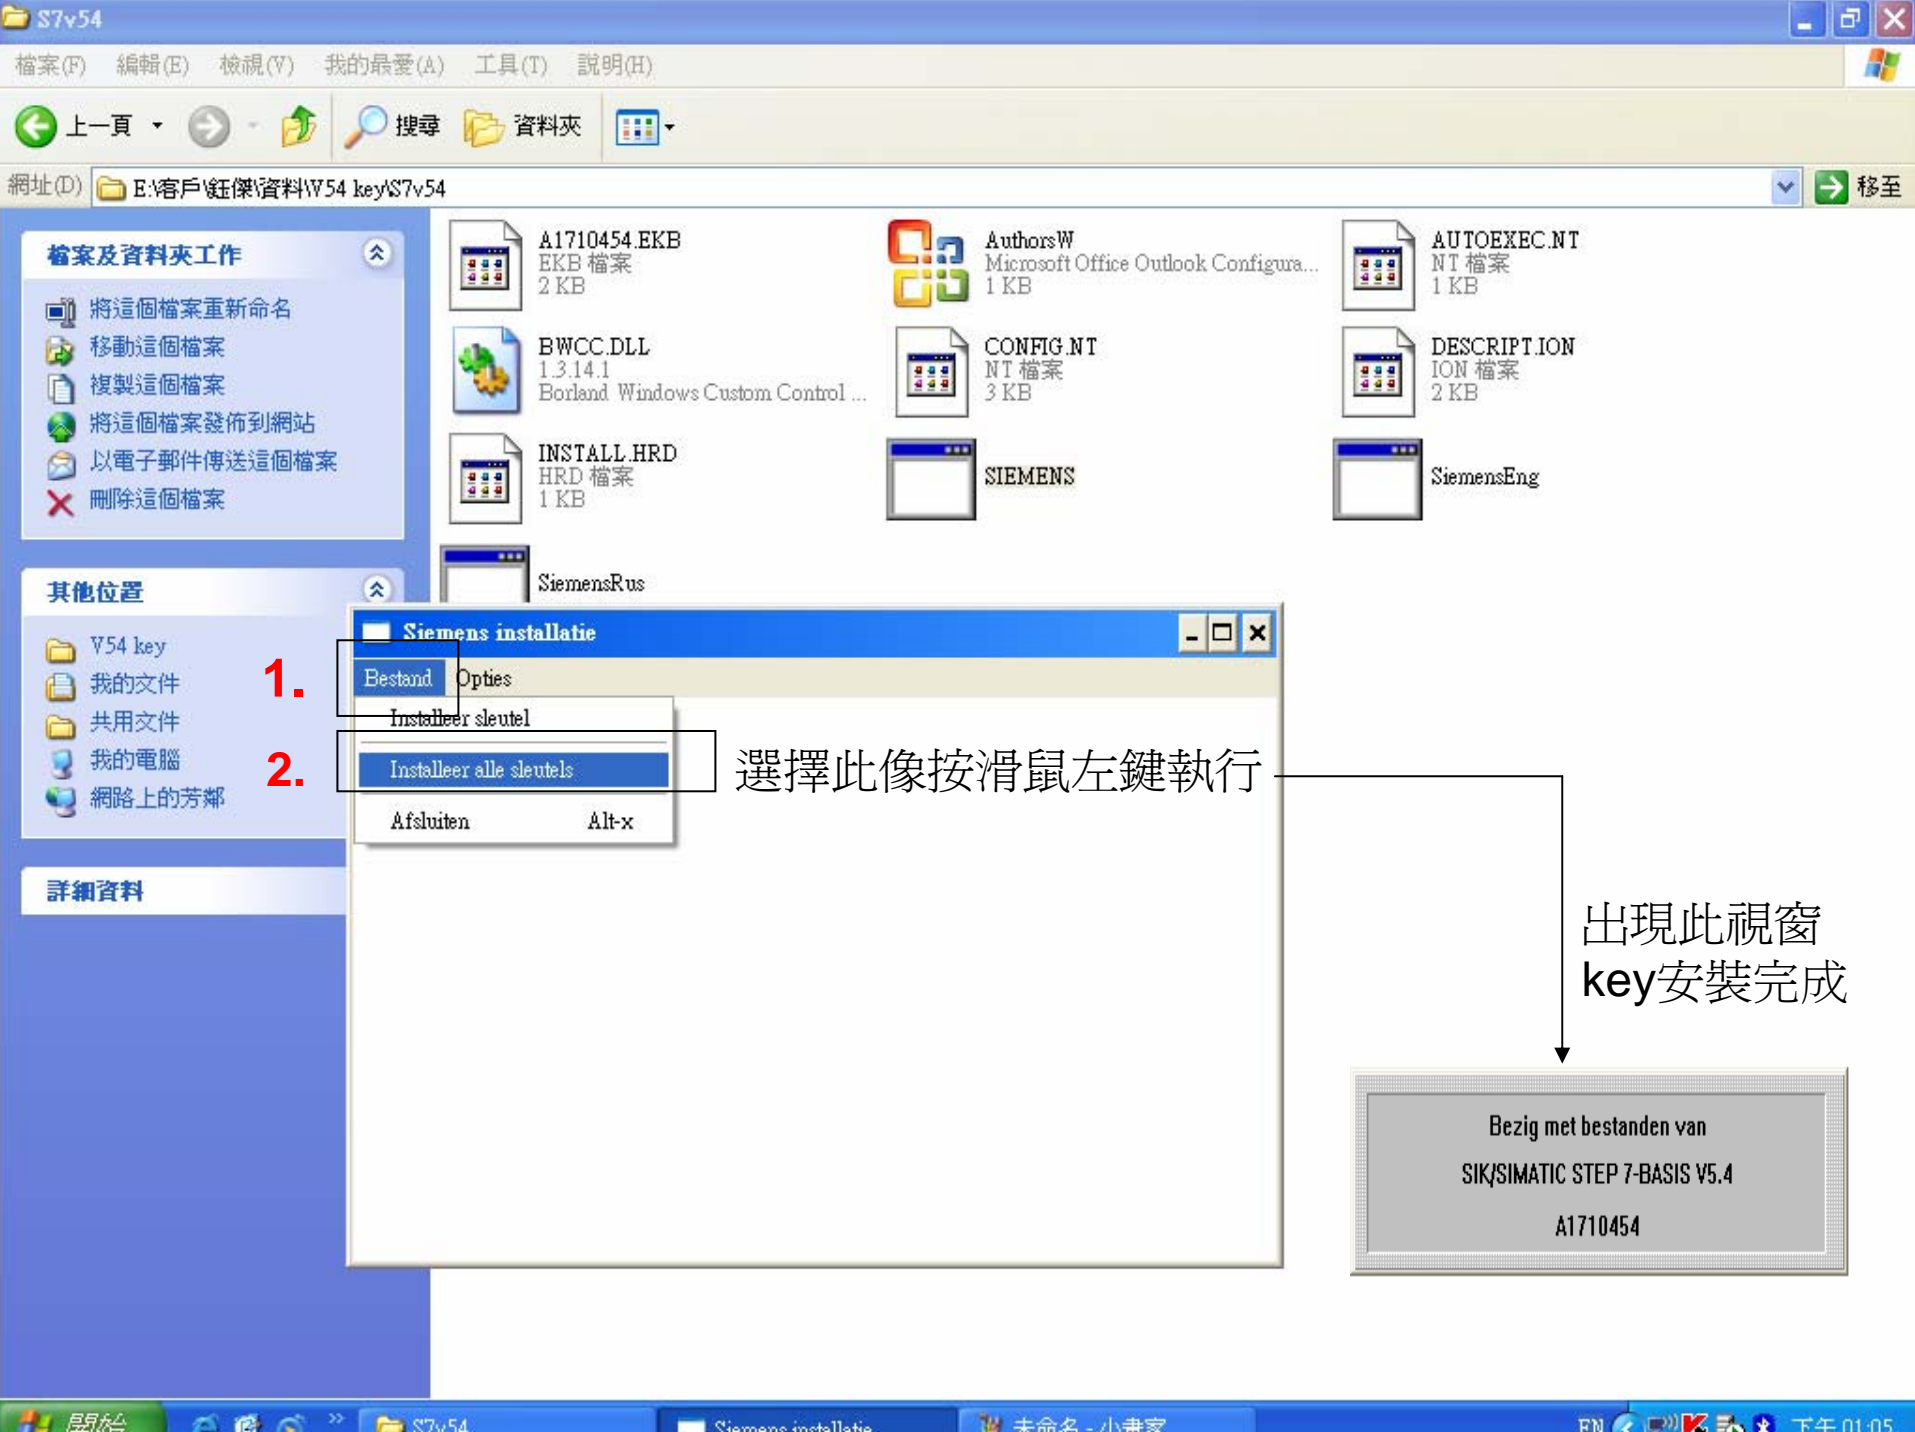 S7v54
檔案(F) 編輯(E) 檢視(V) 我的最愛(A) 工具(T) 說明(H)
上一頁 搜尋 資料夾
網址(D) E:\客戶\鈺傑\資料\V54 key\S7v54 移至
檔案及資料夾工作
將這個檔案重新命名
移動這個檔案
複製這個檔案
將這個檔案發佈到網站
以電子郵件傳送這個檔案
刪除這個檔案
其他位置
V54 key
我的文件
共用文件
我的電腦
網路上的芳鄰
詳細資料
A1710454.EKB
EKB 檔案
2 KB
AuthorsW
Microsoft Office Outlook Configura...
1 KB
AUTOEXEC.NT
NT 檔案
1 KB
BWCC.DLL
1.3.14.1
Borland Windows Custom Control ...
CONFIG.NT
NT 檔案
3 KB
DESCRIPT.ION
ION 檔案
2 KB
INSTALL.HRD
HRD 檔案
1 KB
SIEMENS
SiemensEng
SiemensRus
Siemens installatie
1.
Bestand Opties
Installeer sleutel
2.
Installeer alle sleutels
Afsluiten Alt-x
選擇此像按滑鼠左鍵執行
出現此視窗
key安裝完成
Bezig met bestanden van
SIK/SIMATIC STEP 7-BASIS V5.4
A1710454
開始 S7v54 Siemens installatie 未命名 - 小畫家 EN 下午 01:05